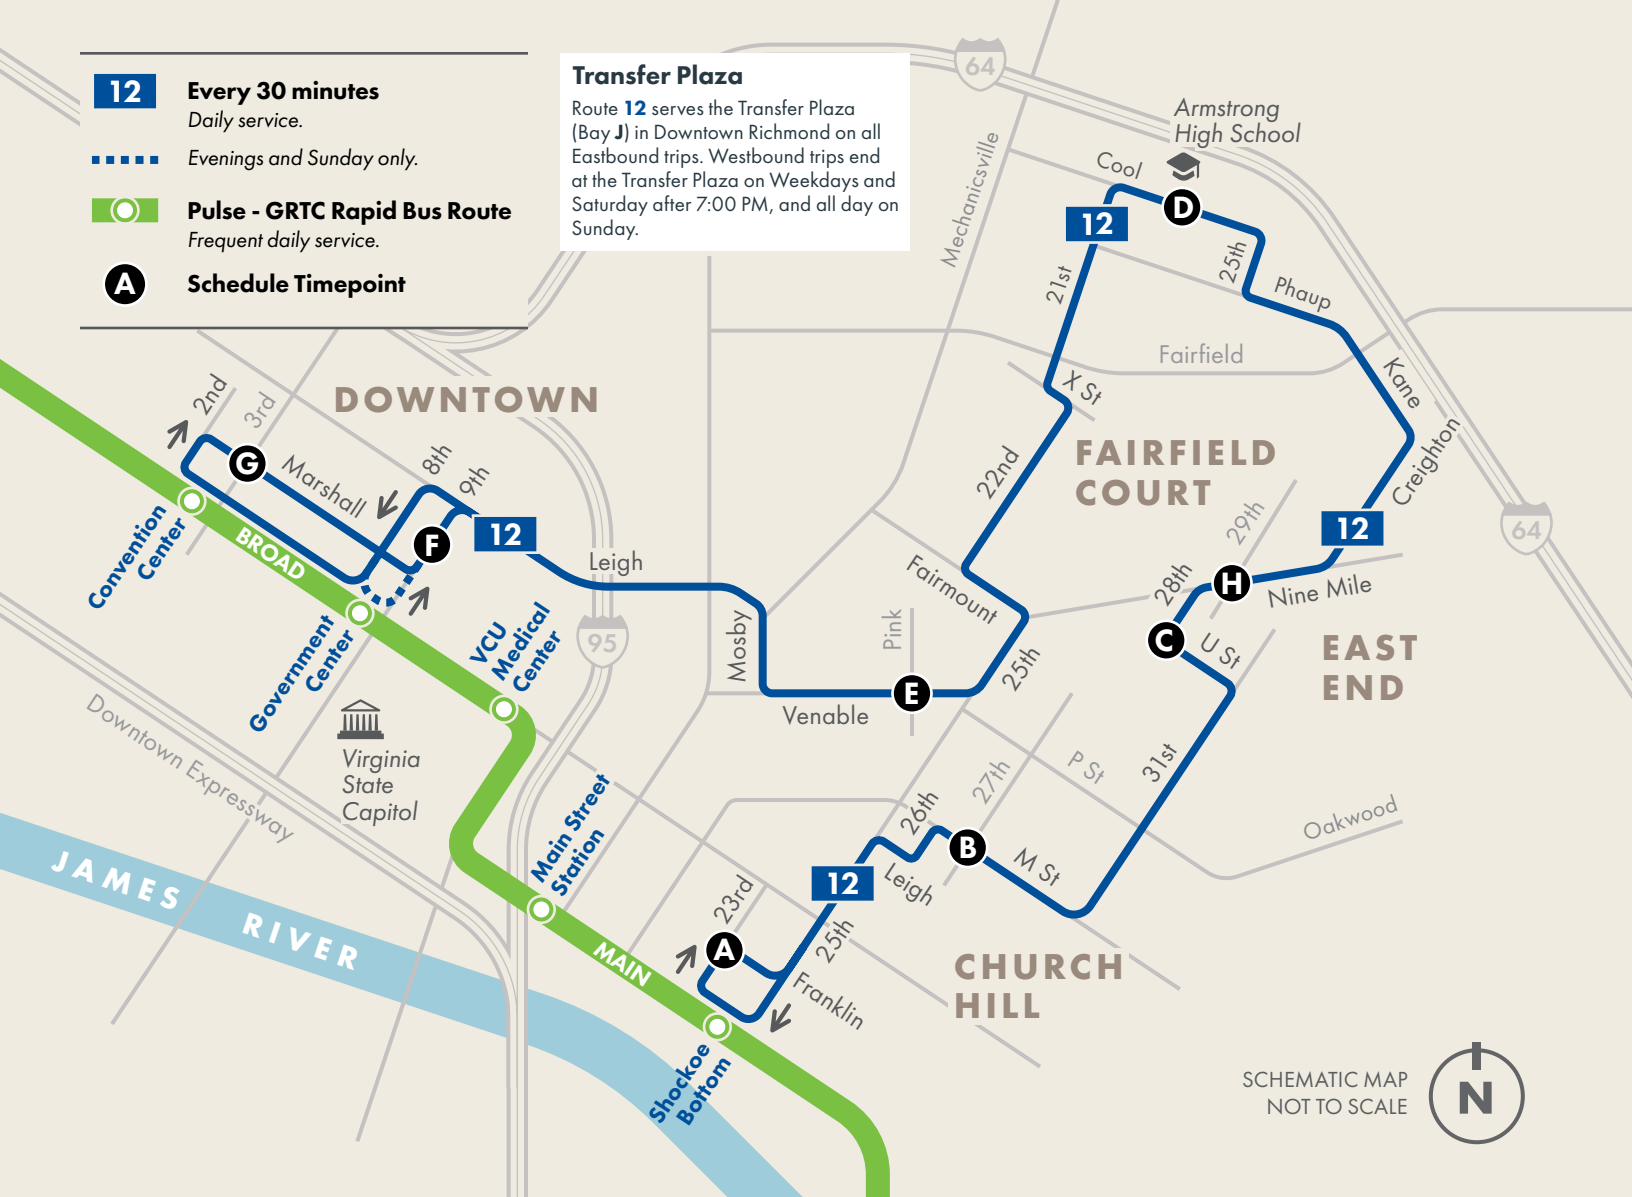 12
Every 30 minutes
Daily service.
Evenings and Sunday only.
Pulse - GRTC Rapid Bus Route
Frequent daily service.
A
Schedule Timepoint
Transfer Plaza
Route 12 serves the Transfer Plaza
(Bay J) in Downtown Richmond on all
Eastbound trips. Westbound trips end
at the Transfer Plaza on Weekdays and
Saturday after 7:00 PM, and all day on
Sunday.
64
Armstrong
High School
Mechanicsville
Cool
D
12
21st
25th
Phaup
Fairfield
Kane
X St
Creighton
FAIRFIELD
COURT
22nd
12
64
29th
28th
H
Nine Mile
C
U St
EAST
END
DOWNTOWN
2nd
3rd
G
Marshall
8th
9th
F
12
Leigh
BROAD
Convention
Center
Government
Center
VCU
Medical
Center
95
Mosby
Fairmount
Pink
E
Venable
25th
31st
P St
27th
Oakwood
Virginia
State
Capitol
Downtown Expressway
Main Street
Station
26th
B
M St
12
Leigh
23rd
A
25th
Franklin
MAIN
CHURCH
HILL
JAMES RIVER
Shockoe
Bottom
SCHEMATIC MAP
NOT TO SCALE
N